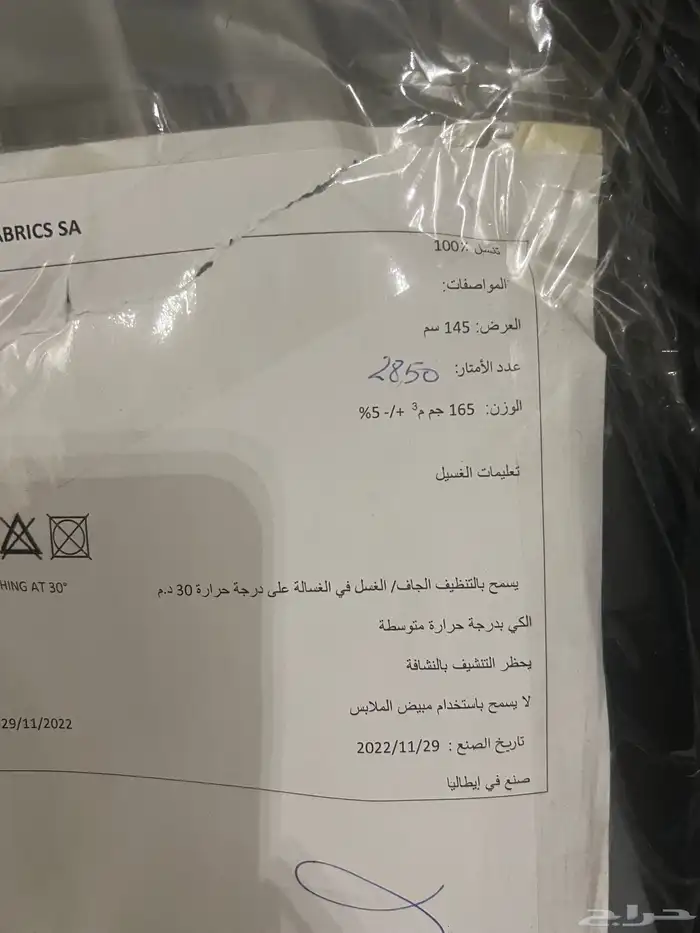 ABRICS SA
تنسل 100٪
المواصفات:
العرض: 145 سم
عدد الأمتار: 2850
الوزن: 165 جم م³ +/- 5%
تعليمات الغسيل
يسمح بالتنظيف الجاف/ الغسل في الغسالة على درجة حرارة 30 د.م
HING AT 30°
الكي بدرجة حرارة متوسطة
يحظر التنشيف بالنشافة
لا يسمح باستخدام مبيض الملابس
29/11/2022
تاريخ الصنع : 2022/11/29
صنع في إيطاليا
حراج